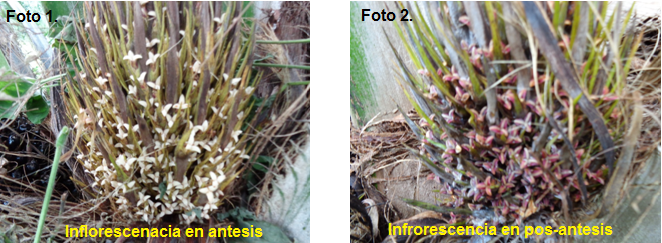 Foto 1.
Inflorescenacia en antesis
Foto 2.
Infrorescencia en pos-antesis